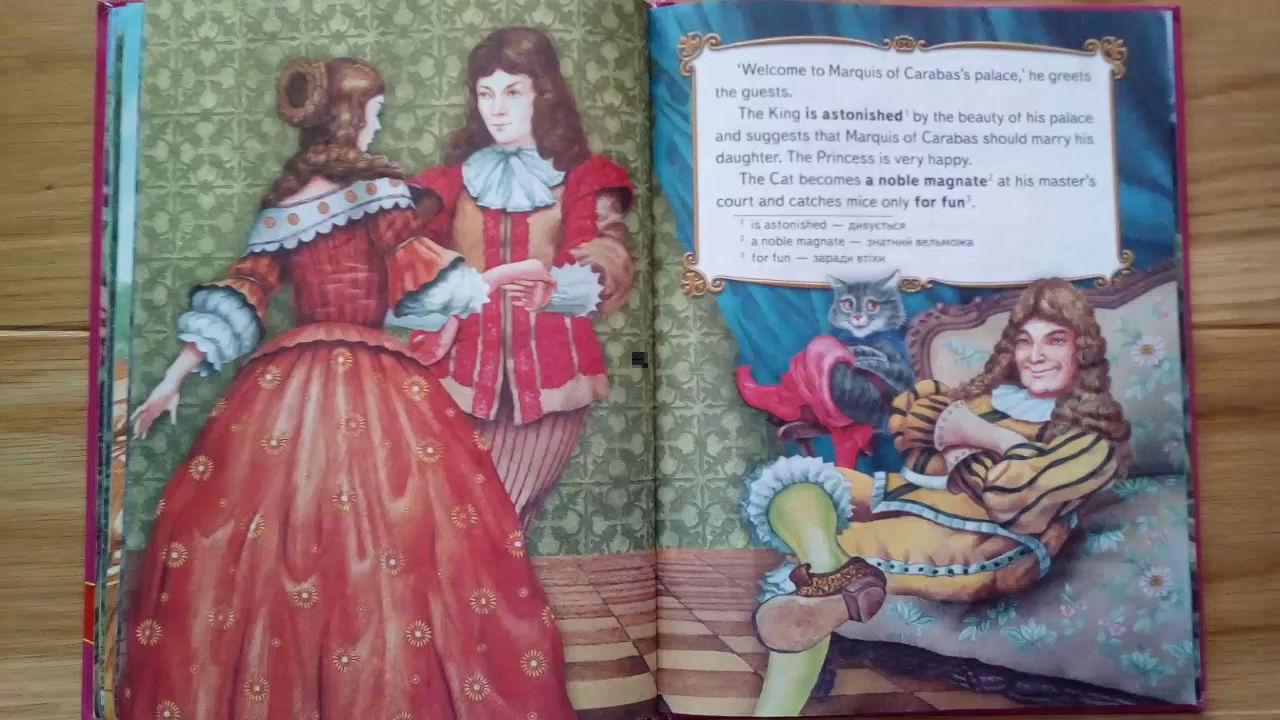 ‘Welcome to Marquis of Carabas's palace,’ he greets
the guests.
The King is astonished¹ by the beauty of his palace
and suggests that Marquis of Carabas should marry his
daughter. The Princess is very happy.
The Cat becomes a noble magnate² at his master's
court and catches mice only for fun³.
¹ is astonished — дивується
² a noble magnate — знатний вельможа
³ for fun — заради втіхи